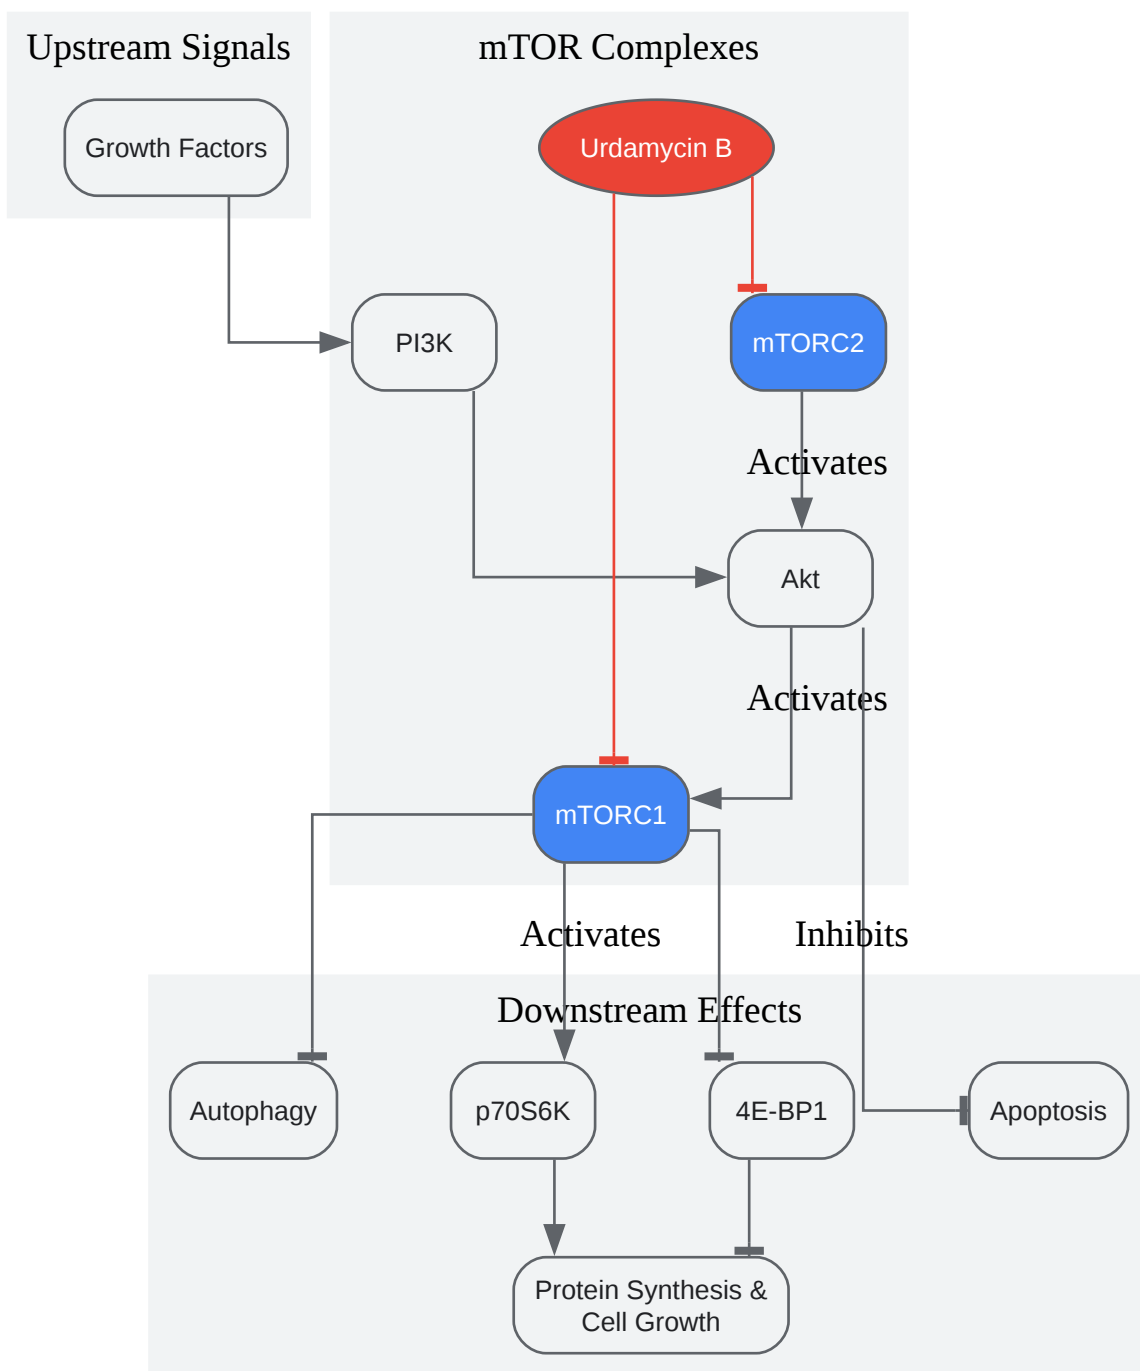 Upstream Signals
mTOR Complexes
Growth Factors
Urdamycin B
PI3K
mTORC2
Activates
Akt
Activates
mTORC1
Activates
Inhibits
Downstream Effects
Autophagy
p70S6K
4E-BP1
Apoptosis
Protein Synthesis &
Cell Growth